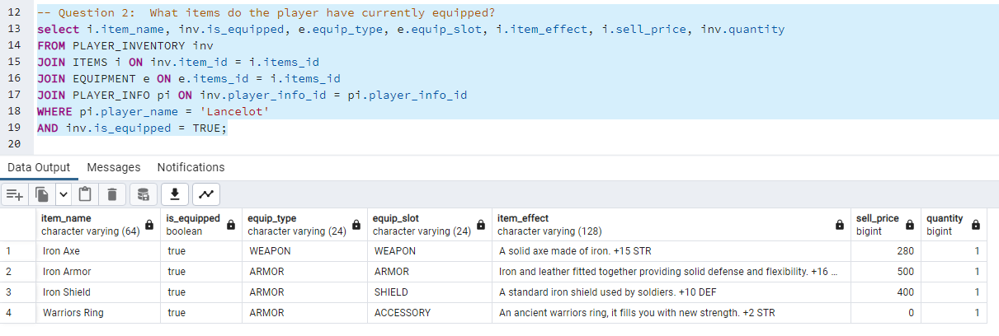 12 -- Question 2:  What items do the player have currently equipped?
13 select i.item_name, inv.is_equipped, e.equip_type, e.equip_slot, i.item_effect, i.sell_price, inv.quantity
14 FROM PLAYER_INVENTORY inv
15 JOIN ITEMS i ON inv.item_id = i.items_id
16 JOIN EQUIPMENT e ON e.items_id = i.items_id
17 JOIN PLAYER_INFO pi ON inv.player_info_id = pi.player_info_id
18 WHERE pi.player_name = 'Lancelot'
19 AND inv.is_equipped = TRUE;
20
Data Output Messages Notifications
item_name is_equipped equip_type equip_slot item_effect sell_price quantity
character varying (64) boolean character varying (24) character varying (24) character varying (128) bigint bigint
1 Iron Axe true WEAPON WEAPON A solid axe made of iron. +15 STR 280 1
2 Iron Armor true ARMOR ARMOR Iron and leather fitted together providing solid defense and flexibility. +16 ... 500 1
3 Iron Shield true ARMOR SHIELD A standard iron shield used by soldiers. +10 DEF 400 1
4 Warriors Ring true ARMOR ACCESSORY An ancient warriors ring, it fills you with new strength. +2 STR 0 1